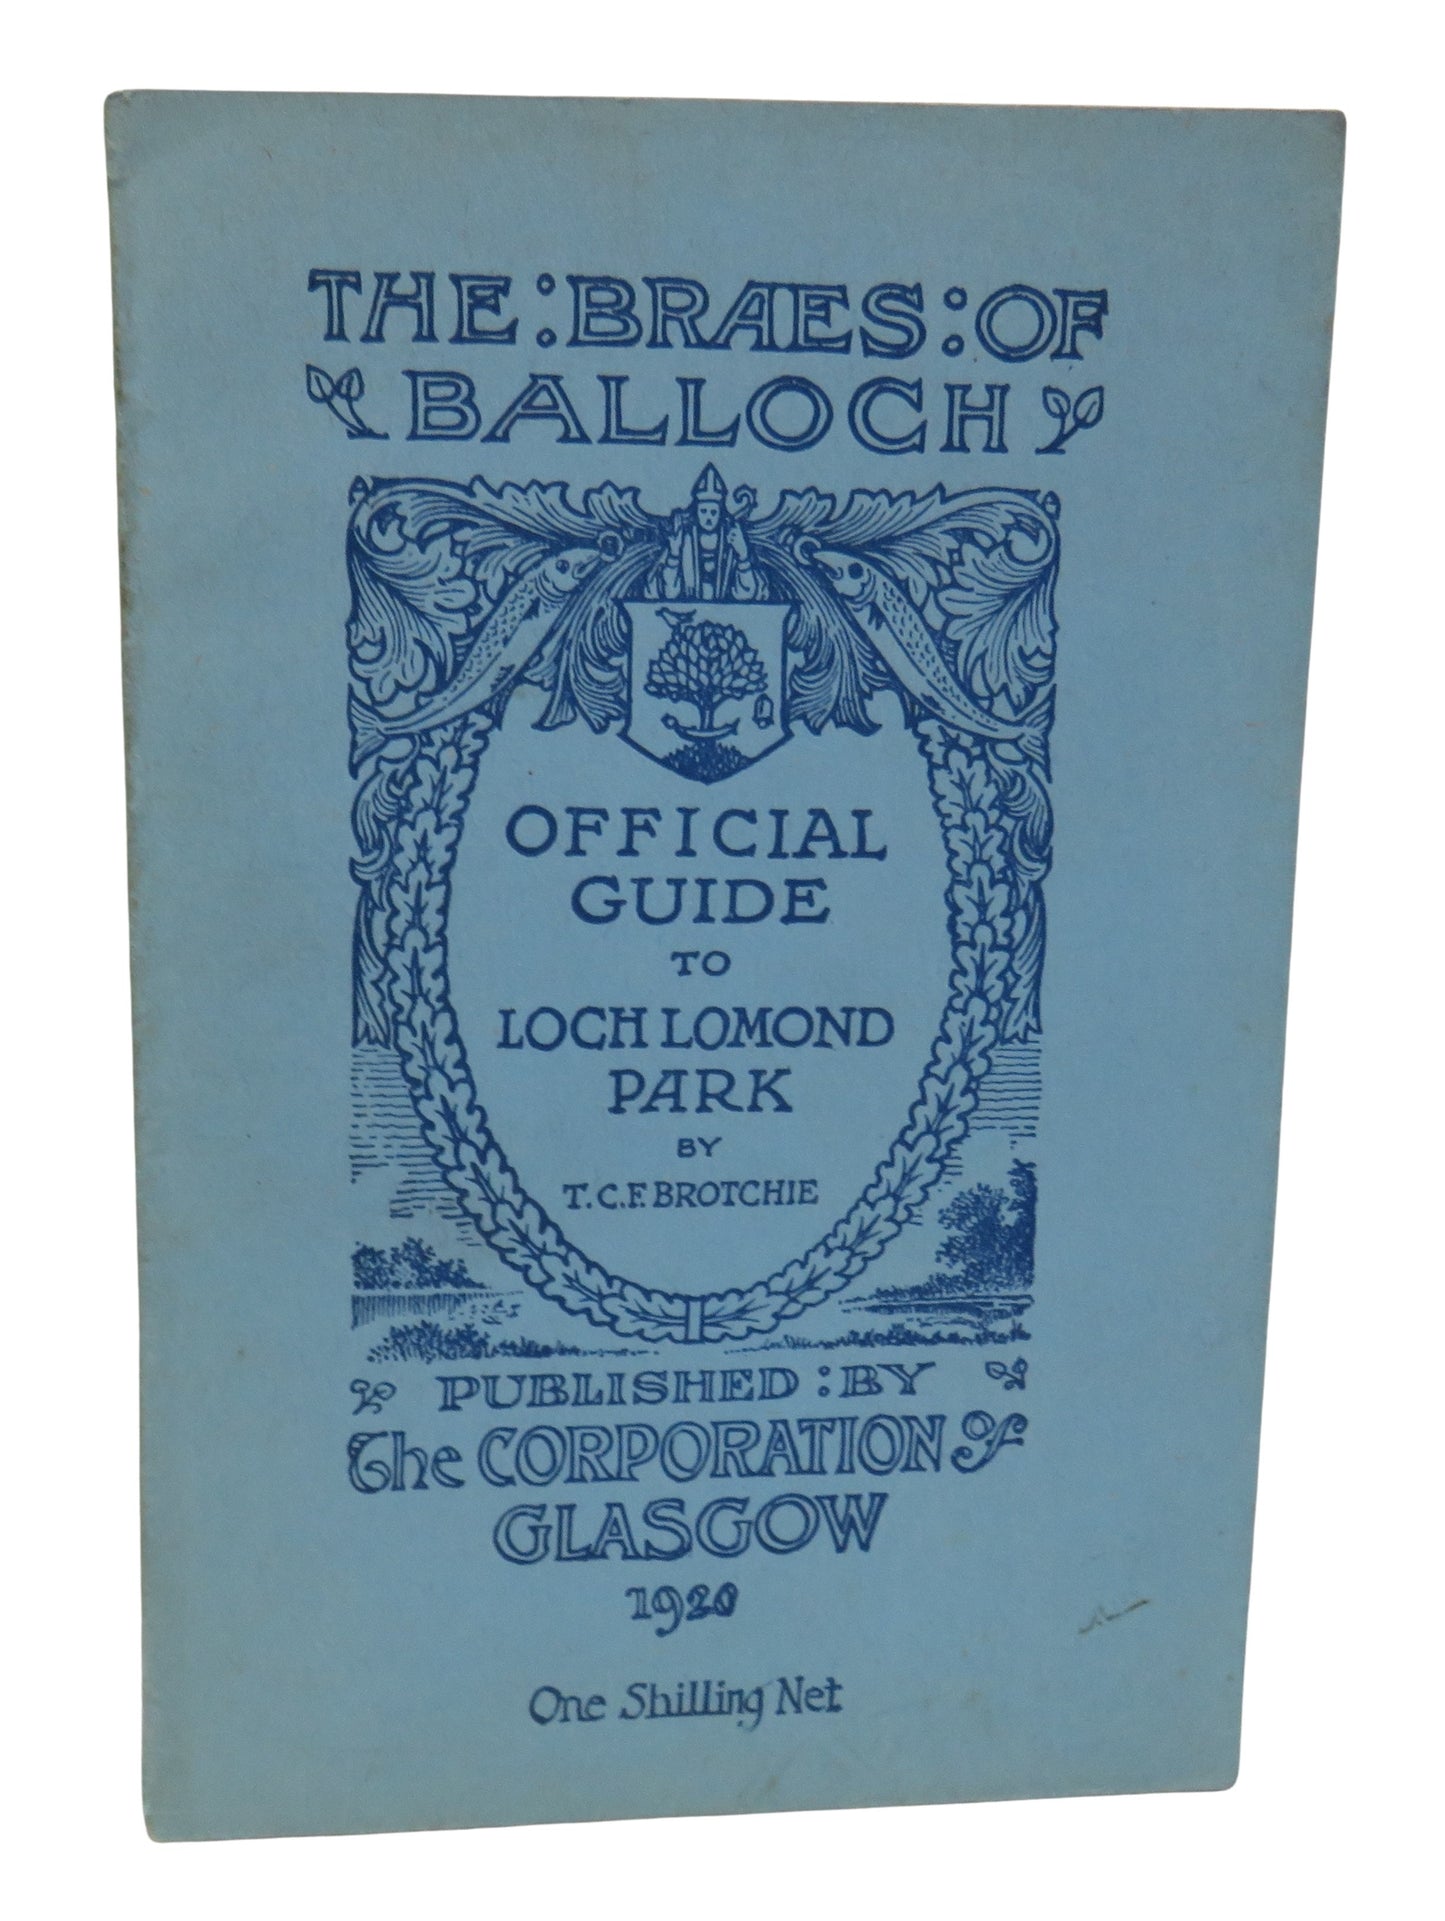 THE : BRAES : OF
BALLOCH
OFFICIAL
GUIDE
TO
LOCH LOMOND
PARK
BY
T. C. F. BROTCHIE
PUBLISHED : BY
The CORPORATION of
GLASGOW
1920
One Shilling Net